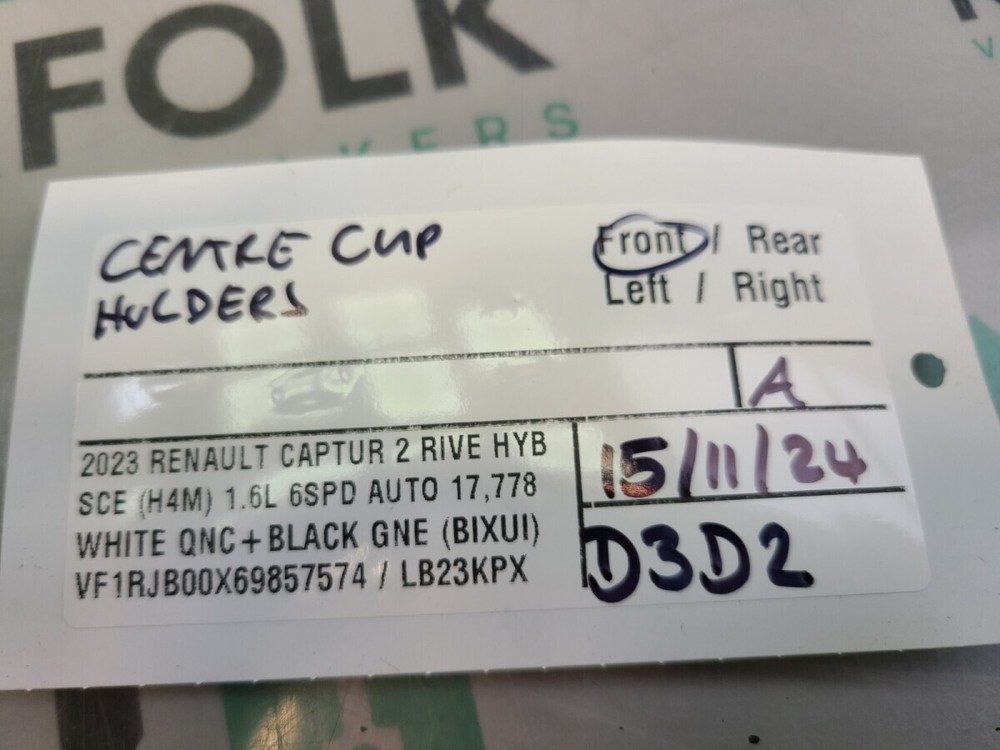 FOLK
KERS
CENTRE CUP
HOLDERS
Front / Rear
Left / Right
A
2023 RENAULT CAPTUR 2 RIVE HYB
SCE (H4M) 1.6L 6SPD AUTO 17,778
WHITE QNC+BLACK GNE (BIXUI)
VF1RJB00X69857574 / LB23KPX
15/11/24
D3D2